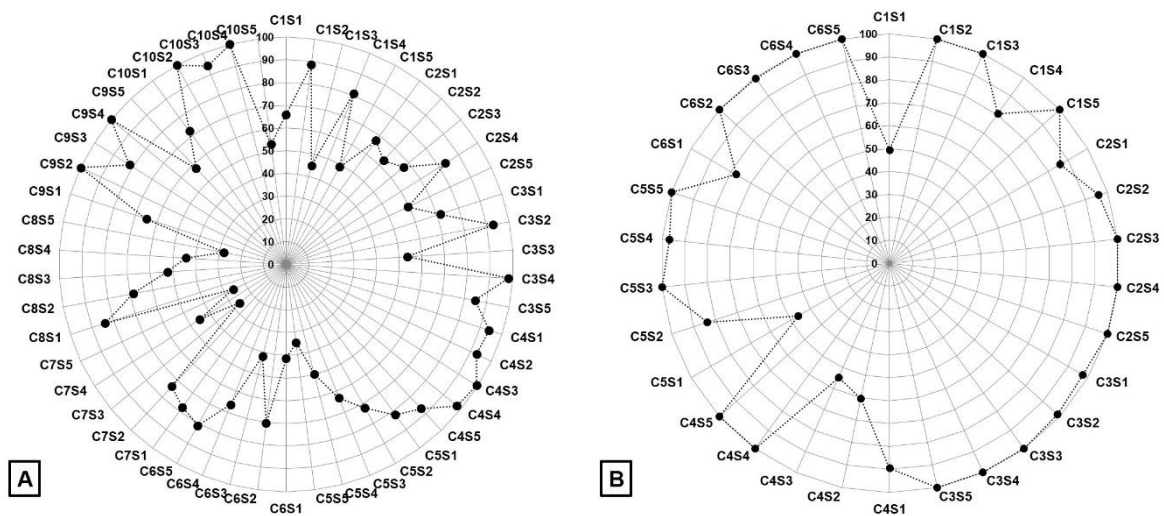 C1S1
C1S2
C1S3
C1S4
C1S5
C2S1
C2S2
C2S3
C2S4
C2S5
C3S1
C3S2
C3S3
C3S4
C3S5
C4S1
C4S2
C4S3
C4S4
C4S5
C5S1
C5S2
C5S3
C5S4
C5S5
C6S1
C6S2
C6S3
C6S4
C6S5
C7S1
C7S2
C7S3
C7S4
C7S5
C8S1
C8S2
C8S3
C8S4
C8S5
C9S1
C9S2
C9S3
C9S4
C9S5
C10S1
C10S2
C10S3
C10S4
C10S5
100
90
80
70
60
50
40
30
20
10
0
A
C1S1
C1S2
C1S3
C1S4
C1S5
C2S1
C2S2
C2S3
C2S4
C2S5
C3S1
C3S2
C3S3
C3S4
C3S5
C4S1
C4S2
C4S3
C4S4
C4S5
C5S1
C5S2
C5S3
C5S4
C5S5
C6S1
C6S2
C6S3
C6S4
C6S5
100
90
80
70
60
50
40
30
20
10
0
B